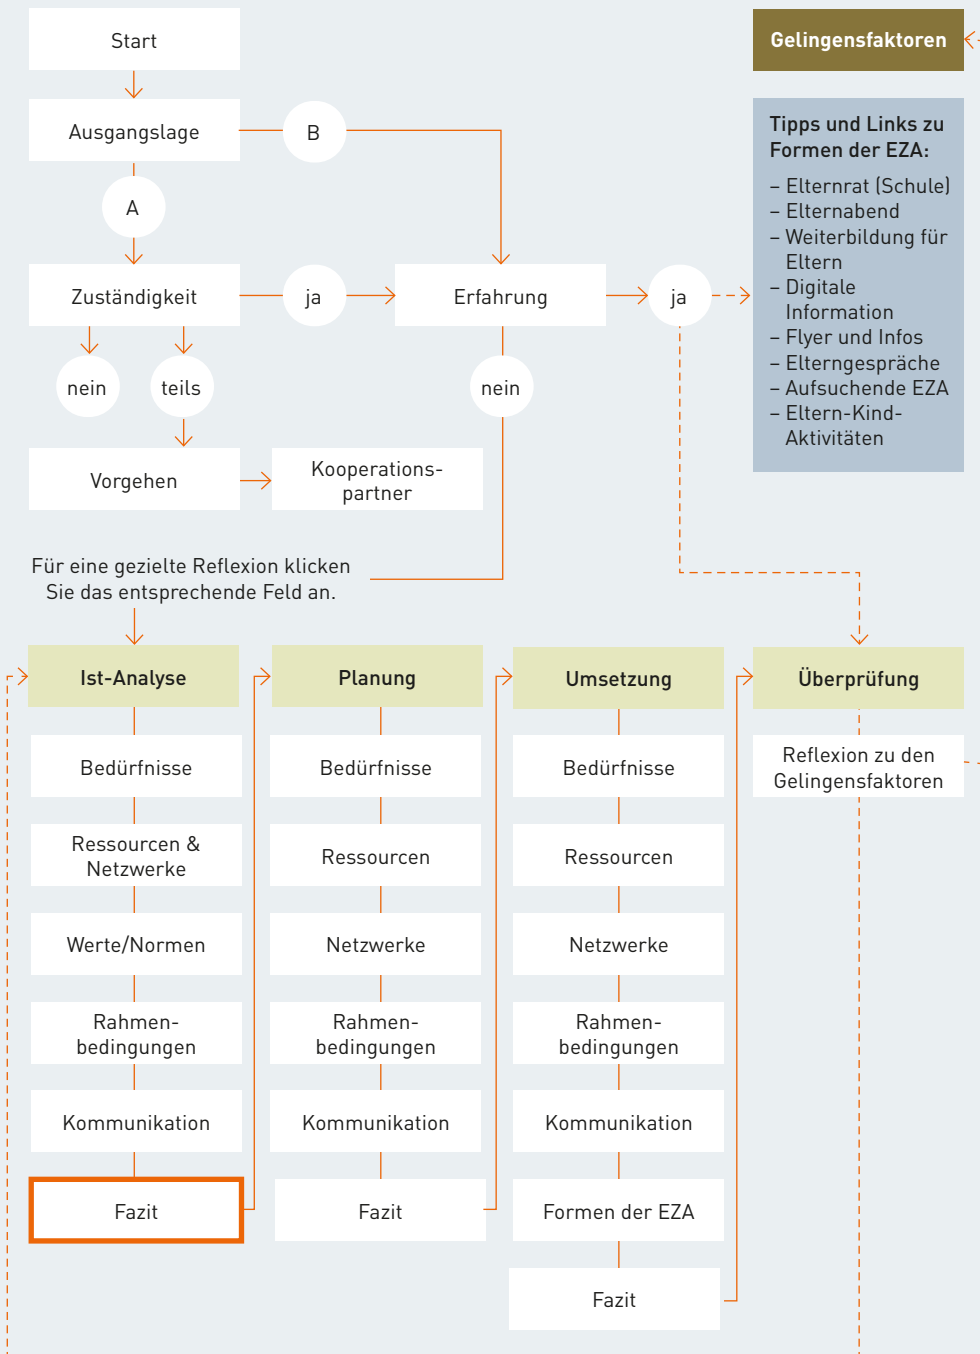 Start
Gelingensfaktoren
Ausgangslage
B
A
Tipps und Links zu
Formen der EZA:
– Elternrat (Schule)
– Elternabend
– Weiterbildung für
Eltern
– Digitale
Information
– Flyer und Infos
– Elterngespräche
– Aufsuchende EZA
– Eltern-Kind-
Aktivitäten
Zuständigkeit
ja
Erfahrung
ja
nein
teils
nein
Vorgehen
Kooperations-
partner
Für eine gezielte Reflexion klicken
Sie das entsprechende Feld an.
Ist-Analyse
Bedürfnisse
Ressourcen &
Netzwerke
Werte/Normen
Rahmen-
bedingungen
Kommunikation
Fazit
Planung
Bedürfnisse
Ressourcen
Netzwerke
Rahmen-
bedingungen
Kommunikation
Fazit
Umsetzung
Bedürfnisse
Ressourcen
Netzwerke
Rahmen-
bedingungen
Kommunikation
Formen der EZA
Fazit
Überprüfung
Reflexion zu den
Gelingensfaktoren